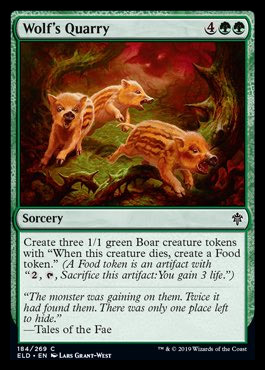 Wolf's Quarry 4
Sorcery
Create three 1/1 green Boar creature tokens
with “When this creature dies, create a Food
token.” (A Food token is an artifact with
“2, , Sacrifice this artifact: You gain 3 life.”)
“The monster was gaining on them. Twice it
had found them. There was only one place left
to hide.”
—Tales of the Fae
184/269 C
ELD • EN Lars Grant-West
™ & © 2019 Wizards of the Coast